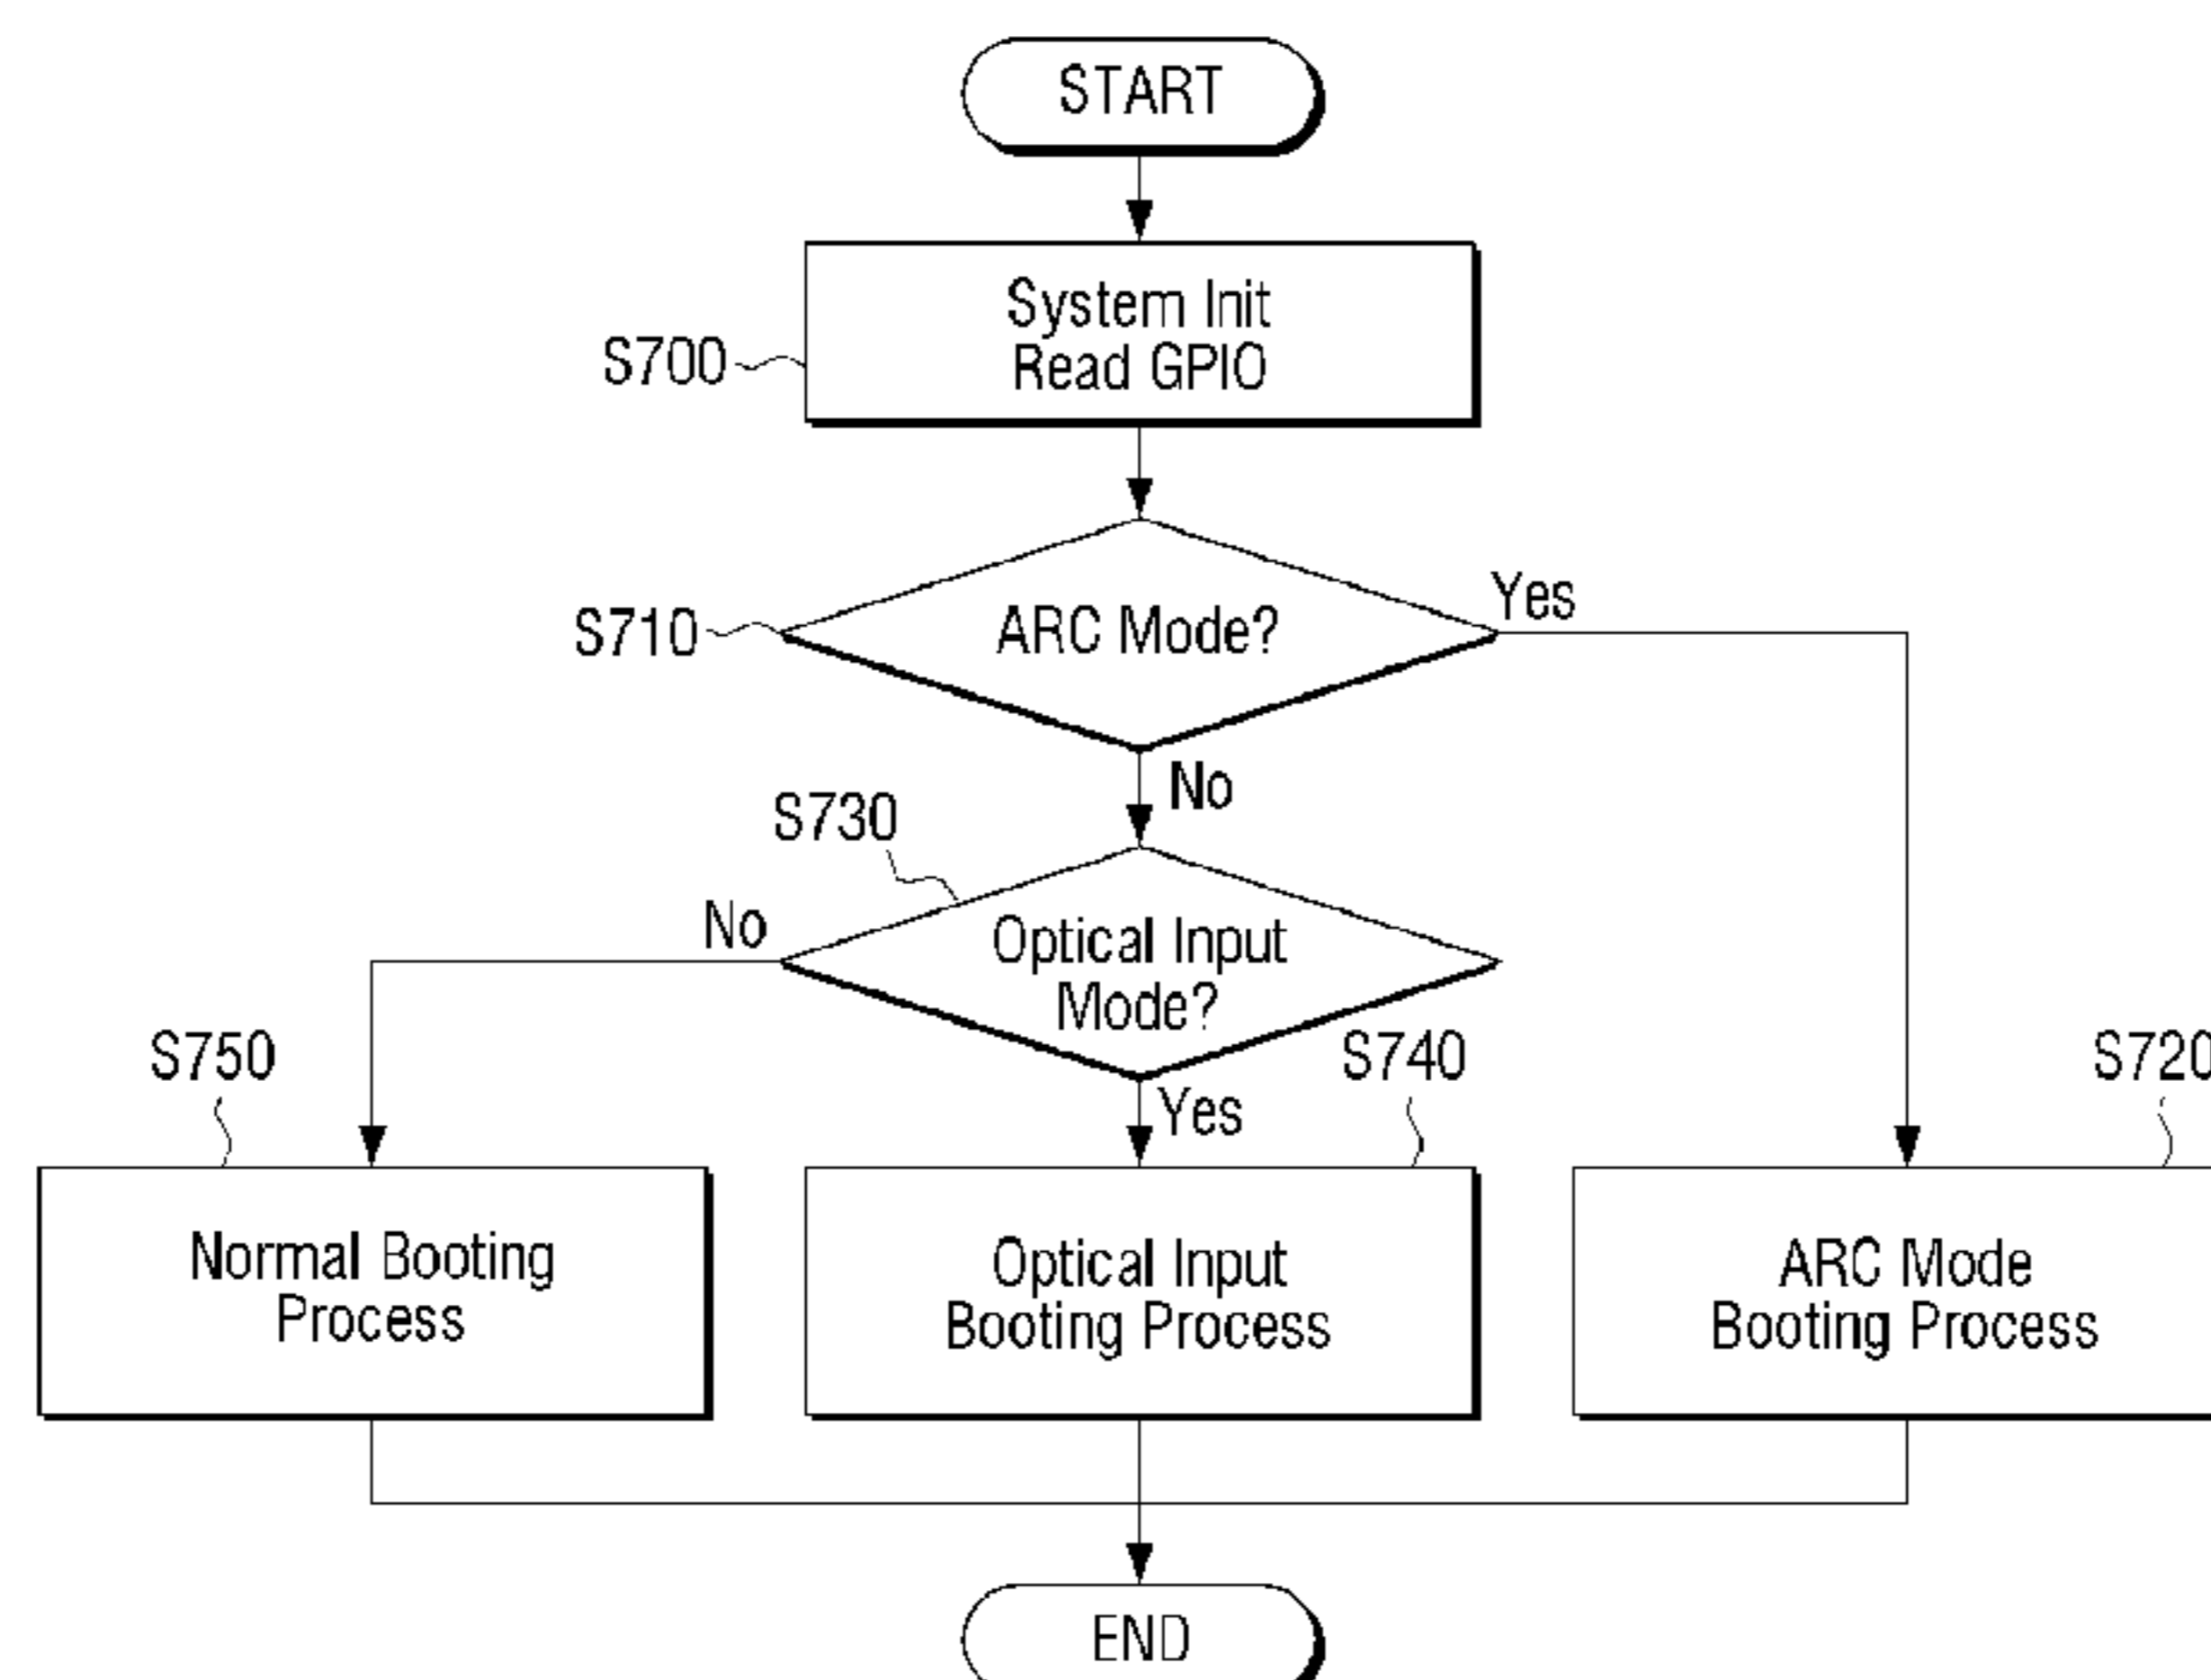 START
System Init
Read GPIO
S700
ARC Mode?
S710
Yes
No
S730
Optical Input
Mode?
No
Yes
S750
S740
S720
Normal Booting
Process
Optical Input
Booting Process
ARC Mode
Booting Process
END